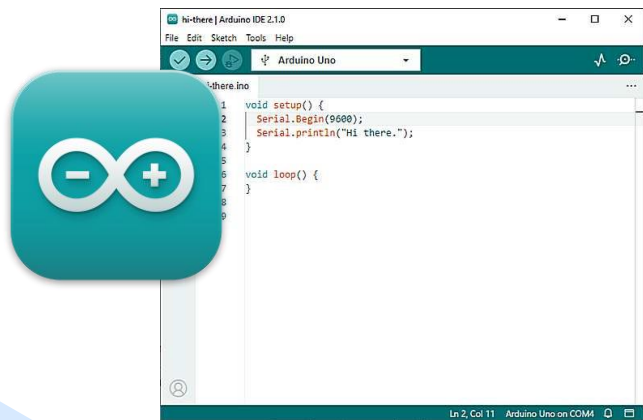 hi-there | Arduino IDE 2.1.0
File Edit Sketch Tools Help
Arduino Uno
-there.ino
1 void setup() {
2 Serial.Begin(9600);
3 Serial.println("Hi there.");
4 }
5
6 void loop() {
7 }
8
9
Ln 2, Col 11 Arduino Uno on COM4